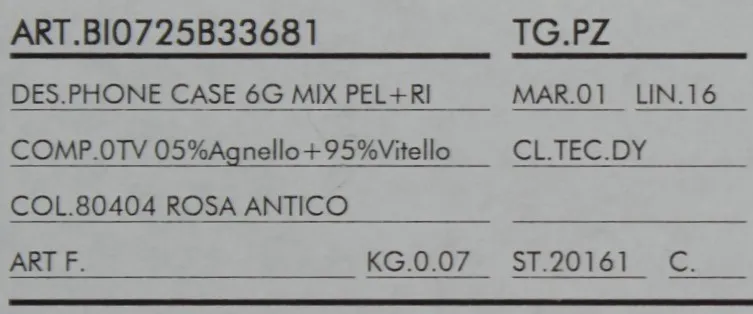 ART.BI0725B33681 TG.PZ
DES.PHONE CASE 6G MIX PEL+RI MAR.01 LIN.16
COMP.0TV 05%Agnello+95%Vitello CL.TEC.DY
COL.80404 ROSA ANTICO
ART F. KG.0.07 ST.20161 C.